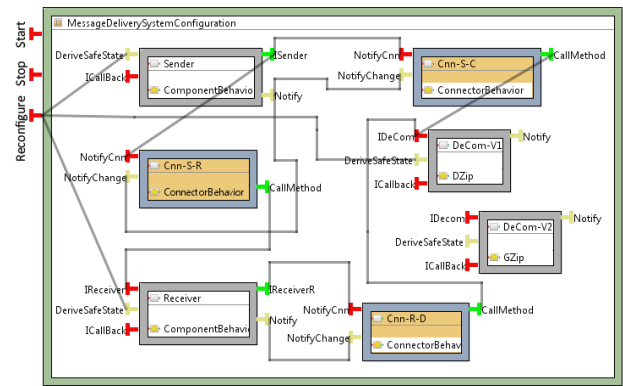 MessageDeliverySystemConfiguration
Start
Stop
Reconfigure
DeriveSafeState
ICallBack
Sender
ComponentBehavio
ISender
Notify
NotifyCnn
NotifyChange
Cnn-S-C
ConnectorBehavior
CallMethod
NotifyCnn
NotifyChange
Cnn-S-R
ConnectorBehavior
CallMethod
IDeCom
DeriveSafeState
ICallback
DeCom-V1
DZip
Notify
IDecom
DeriveSafeState
ICallBack
DeCom-V2
GZip
Notify
IReceiver
DeriveSafeState
ICallBack
Receiver
ComponentBehavi
IReceiverR
Notify
NotifyCnn
NotifyChange
Cnn-R-D
ConnectorBehav
CallMethod